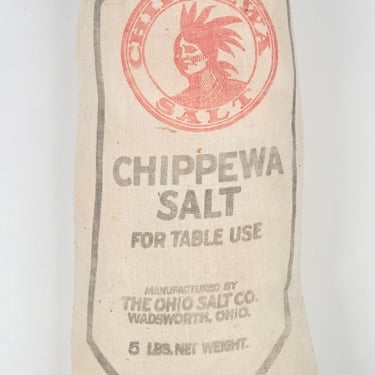 CHIPPEWA
SALT
CHIPPEWA
SALT
FOR TABLE USE
MANUFACTURED BY
THE OHIO SALT CO.
WADSWORTH, OHIO.
5 LBS. NET WEIGHT.